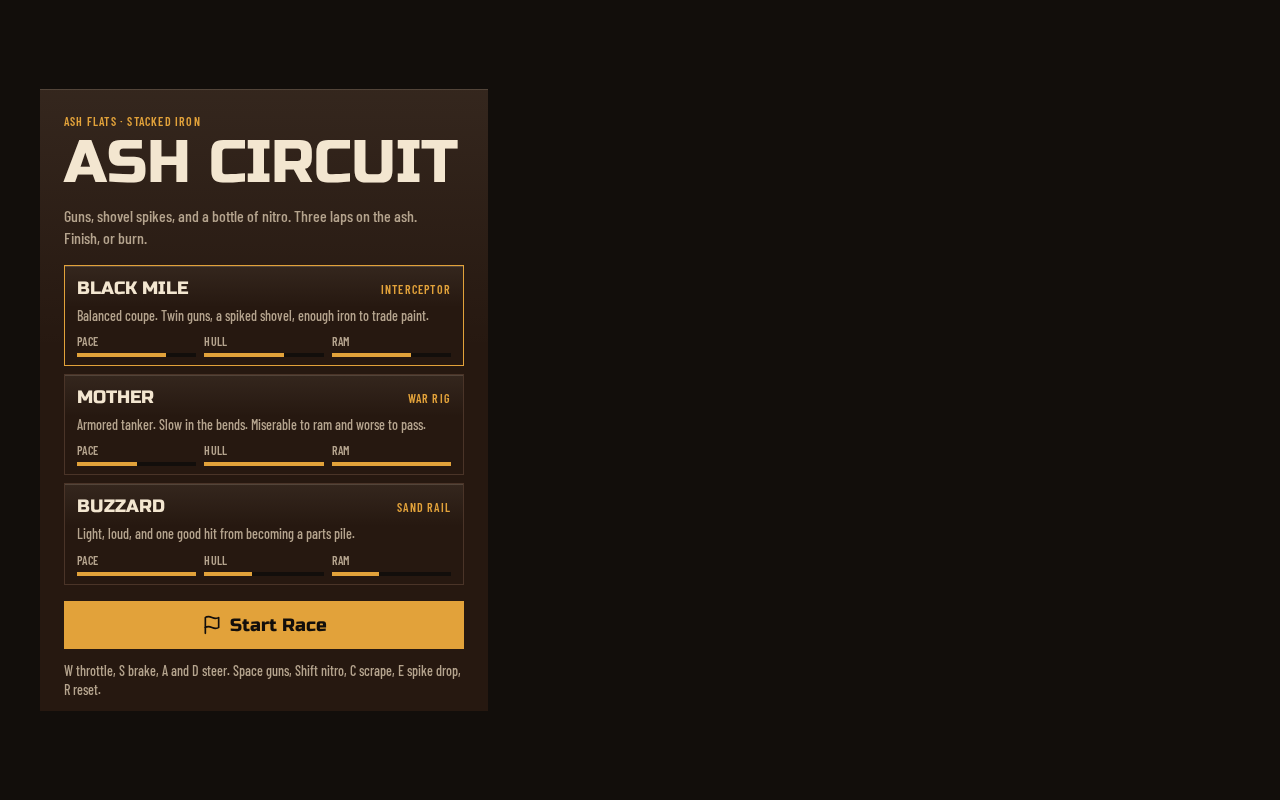 ASH FLATS · STACKED IRON
ASH CIRCUIT
Guns, shovel spikes, and a bottle of nitro. Three laps on the ash.
Finish, or burn.
BLACK MILE
INTERCEPTOR
Balanced coupe. Twin guns, a spiked shovel, enough iron to trade paint.
PACE HULL RAM
MOTHER
WAR RIG
Armored tanker. Slow in the bends. Miserable to ram and worse to pass.
PACE HULL RAM
BUZZARD
SAND RAIL
Light, loud, and one good hit from becoming a parts pile.
PACE HULL RAM
Start Race
W throttle, S brake, A and D steer. Space guns, Shift nitro, C scrape, E spike drop,
R reset.